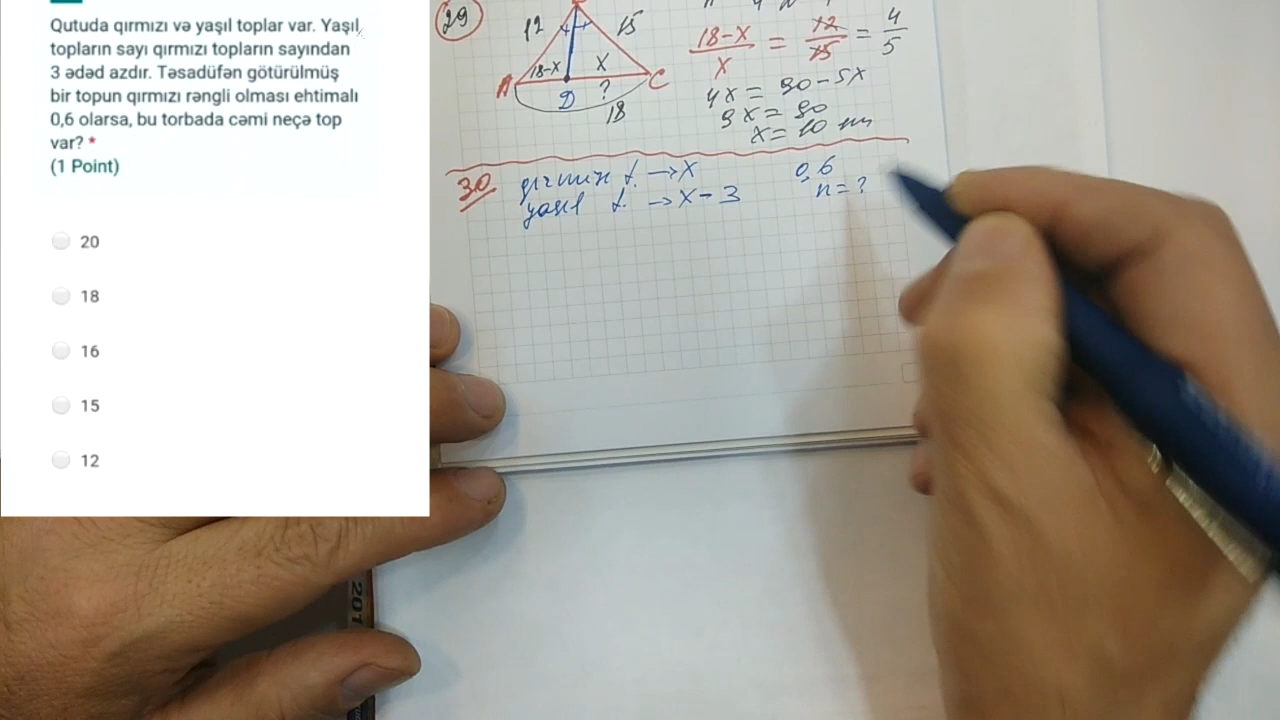 Qutuda qırmızı və yaşıl toplar var. Yaşıl,
topların sayı qırmızı topların sayından
3 ədəd azdır. Təsadüfən götürülmüş
bir topun qırmızı rəngli olması ehtimalı
0,6 olarsa, bu torbada cəmi neçə top
var? *
(1 Point)
20
18
16
15
12
29
12
15
18-x
x
A
D
?
C
18
18-x / x = 12 / 15 = 4 / 5
4x = 90-5x
9x = 90
x = 10
30 qırmızı t. → x
yaşıl t. → x-3
0,6
n = ?
201